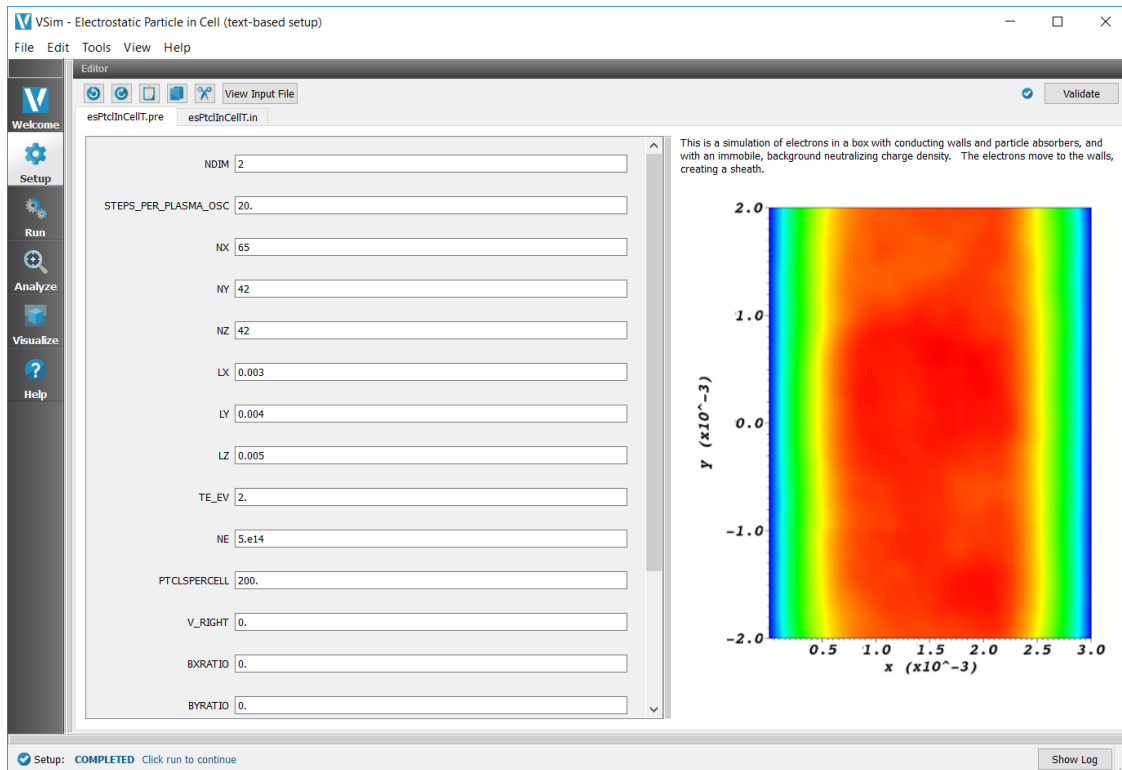 VSim - Electrostatic Particle in Cell (text-based setup)
File Edit Tools View Help
Editor
Welcome
Setup
Run
Analyze
Visualize
Help
View Input File
Validate
esPtclInCellT.pre
esPtclInCellT.in
NDIM 2
STEPS_PER_PLASMA_OSC 20.
NX 65
NY 42
NZ 42
LX 0.003
LY 0.004
LZ 0.005
TE_EV 2.
NE 5.e14
PTCLSPERCELL 200.
V_RIGHT 0.
BXRATIO 0.
BYRATIO 0.
This is a simulation of electrons in a box with conducting walls and particle absorbers, and
with an immobile, background neutralizing charge density. The electrons move to the walls,
creating a sheath.
2.0
1.0
0.0
-1.0
-2.0
y (x10^-3)
0.5 1.0 1.5 2.0 2.5 3.0
x (x10^-3)
Setup: COMPLETED Click run to continue
Show Log